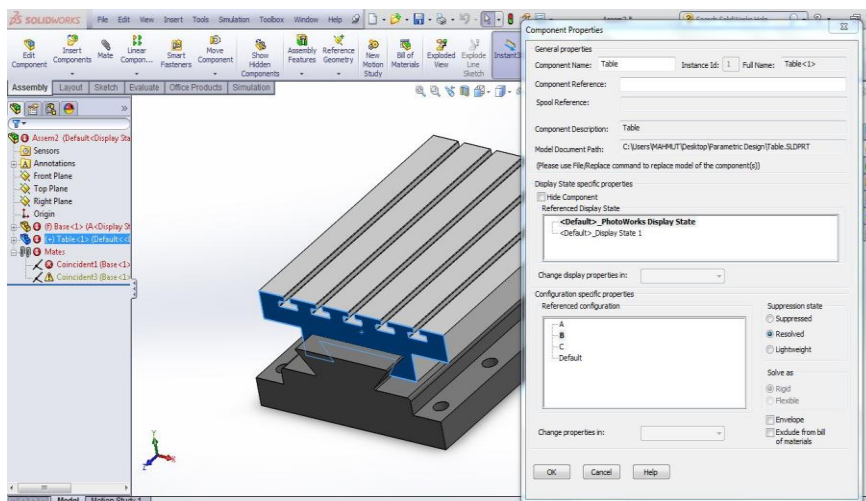 SOLIDWORKS File Edit View Insert Tools Simulation Toolbox Window Help
Edit Component
Insert Components
Mate
Linear Compon...
Smart Fasteners
Move Component
Show Hidden Components
Assembly Features
Reference Geometry
New Motion Study
Bill of Materials
Exploded View
Explode Line Sketch
Instant3
Assembly Layout Sketch Evaluate Office Products Simulation
Assem2 (Default<Display Sta
Sensors
Annotations
Front Plane
Top Plane
Right Plane
Origin
(f) Base<1> (A<Display St
(+) Table<1> (Default<<
Mates
Coincident1 (Base<1>
Coincident3 (Base<1>
Y
X
Z
Model Motion Study 1
Component Properties
General properties
Component Name: Table Instance Id: 1 Full Name: Table<1>
Component Reference:
Spool Reference:
Component Description: Table
Model Document Path: C:\Users\MAHMUT\Desktop\Parametric Design\Table.SLDPRT
(Please use File/Replace command to replace model of the component(s))
Display State specific properties
Hide Component
Referenced Display State
<Default>_PhotoWorks Display State
<Default>_Display State 1
Change display properties in:
Configuration specific properties
Referenced configuration
A
B
C
Default
Suppression state
Suppressed
Resolved
Lightweight
Solve as
Rigid
Flexible
Envelope
Exclude from bill of materials
Change properties in:
OK Cancel Help